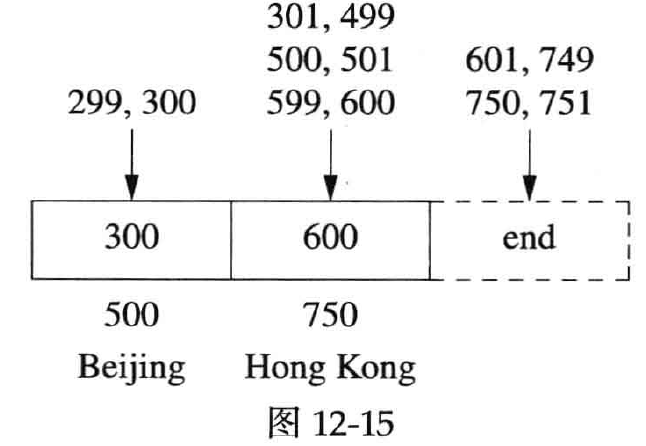 301, 499
500, 501
601, 749
299, 300
599, 600
750, 751
300
600
end
500
750
Beijing
Hong Kong
图 12-15